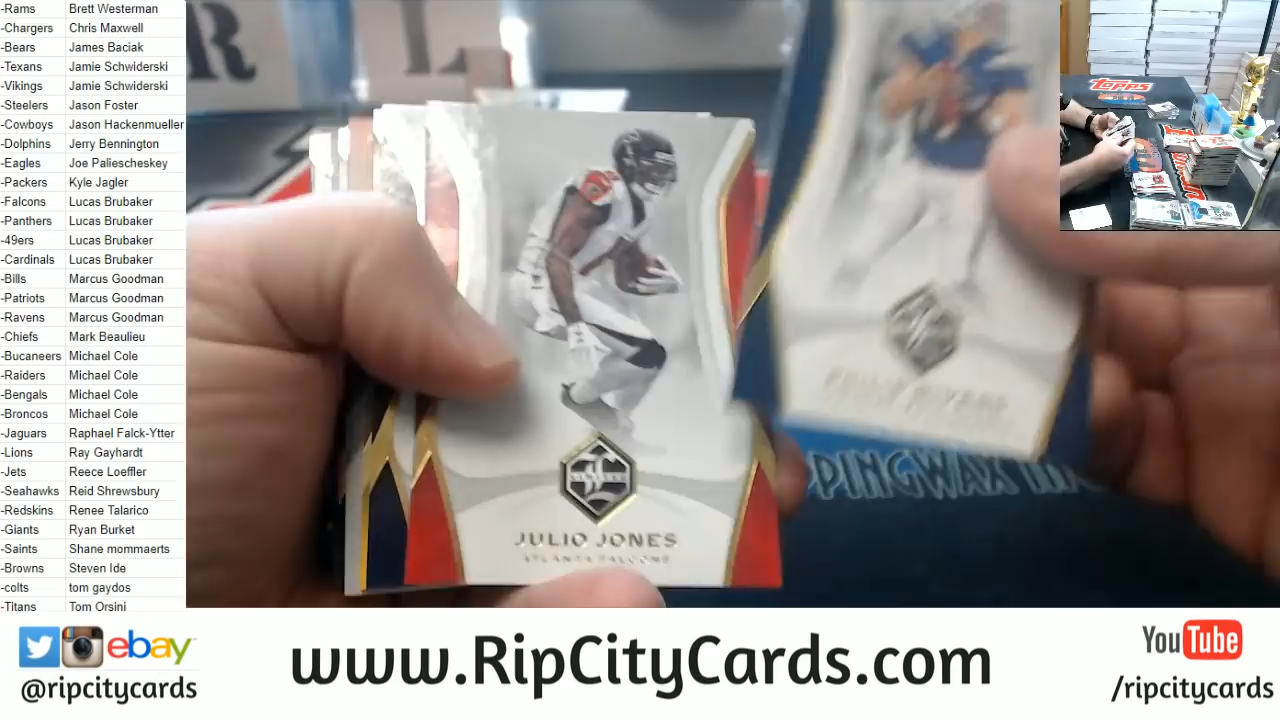 -Rams Brett Westerman
-Chargers Chris Maxwell
-Bears James Baciak
-Texans Jamie Schwiderski
-Vikings Jamie Schwiderski
-Steelers Jason Foster
-Cowboys Jason Hackenmueller
-Dolphins Jerry Bennington
-Eagles Joe Paliescheskey
-Packers Kyle Jagler
-Falcons Lucas Brubaker
-Panthers Lucas Brubaker
-49ers Lucas Brubaker
-Cardinals Lucas Brubaker
-Bills Marcus Goodman
-Patriots Marcus Goodman
-Ravens Marcus Goodman
-Chiefs Mark Beaulieu
-Bucaneers Michael Cole
-Raiders Michael Cole
-Bengals Michael Cole
-Broncos Michael Cole
-Jaguars Raphael Falck-Ytter
-Lions Ray Gayhardt
-Jets Reece Loeffler
-Seahawks Reid Shrewsbury
-Redskins Renee Talarico
-Giants Ryan Burket
-Saints Shane mommaerts
-Browns Steven Ide
-colts tom gaydos
-Titans Tom Orsini
R L
TOPPS
LIMITED
JULIO JONES
ATLANTA FALCONS
PHILIP RIVERS
PPINGWAX
ebay
@ripcitycards
www.RipCityCards.com
YouTube
/ripcitycards